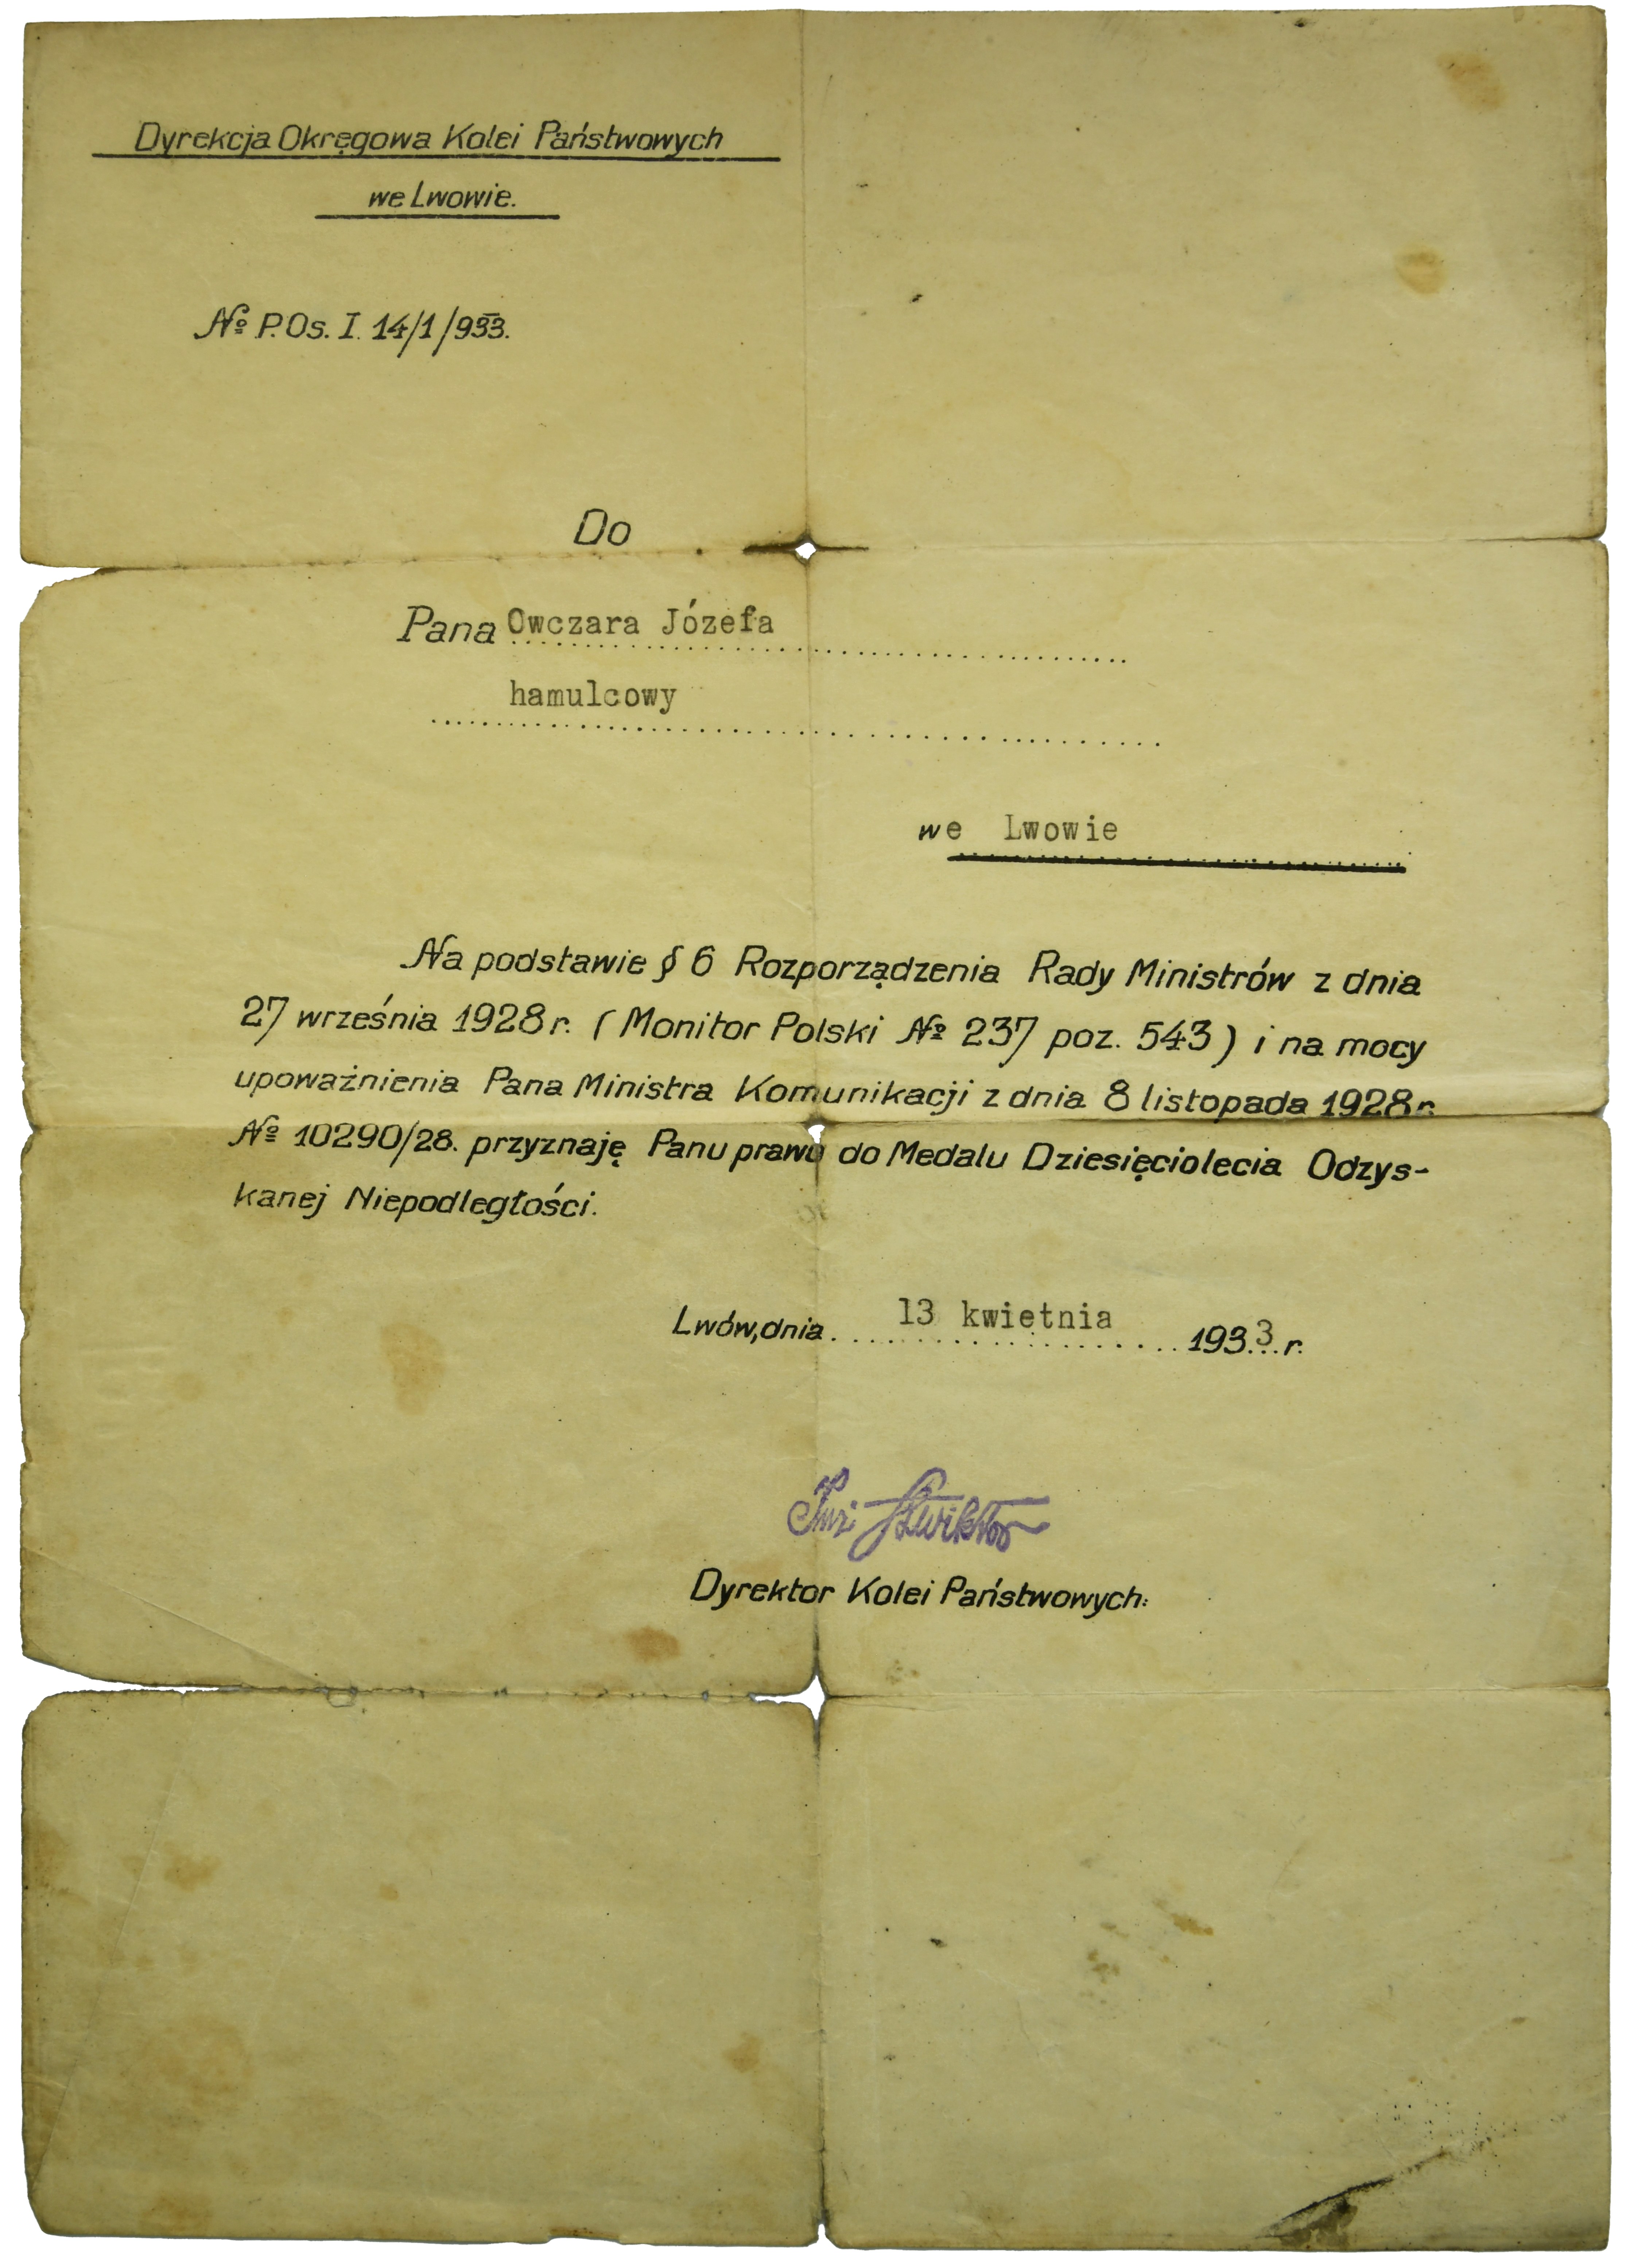 Dyrekcja Okręgowa Kolei Państwowych
we Lwowie.
№ P.Os. I. 14/1/933.
Do
Pana Owczara Józefa
hamulcowy
we Lwowie
Na podstawie § 6 Rozporządzenia Rady Ministrów z dnia
27 września 1928 r. ( Monitor Polski № 237 poz. 543 ) i na mocy
upoważnienia Pana Ministra Komunikacji z dnia 8 listopada 1928 r.
№ 10290/28. przyznaję Panu prawo do Medalu Dziesięciolecia Odzys-
kanej Niepodległości.
Lwów, dnia 13 kwietnia 1933 r.
Dyrektor Kolei Państwowych: